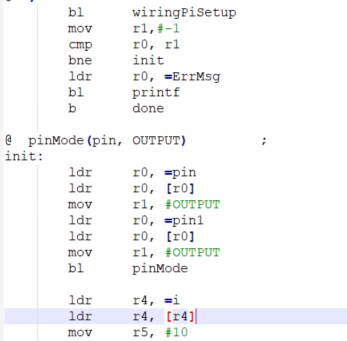 bl wiringPiSetup
mov r1,#-1
cmp r0, r1
bne init
ldr r0, =ErrMsg
bl printf
b done
@ pinMode(pin, OUTPUT) ;
init:
ldr r0, =pin
ldr r0, [r0]
mov r1, #OUTPUT
ldr r0, =pin1
ldr r0, [r0]
mov r1, #OUTPUT
bl pinMode
ldr r4, =i
ldr r4, [r4]
mov r5, #10